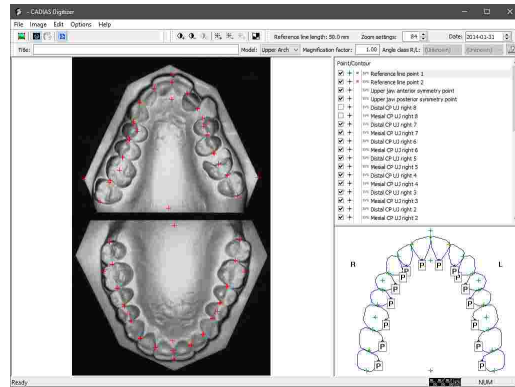 - CADIAS Digitizer
File Image Edit Options Help
Reference line length: 50.0 mm Zoom settings: 84 Date: 2014-01-31
Title: Model: Upper Arch Magnification factor: 1.00 Angle class R/L: (Unknown) (Unknown)
Point/Contour
Reference line point 1
Reference line point 2
Upper jaw anterior symmetry point
Upper jaw posterior symmetry point
Distal CP UJ right 8
Mesial CP UJ right 8
Distal CP UJ right 7
Mesial CP UJ right 7
Distal CP UJ right 6
Mesial CP UJ right 6
Distal CP UJ right 5
Mesial CP UJ right 5
Distal CP UJ right 4
Mesial CP UJ right 4
Distal CP UJ right 3
Mesial CP UJ right 3
Distal CP UJ right 2
Mesial CP UJ right 2
R L
P P P P
P P
P P
P P
P P
P P
Ready NUM